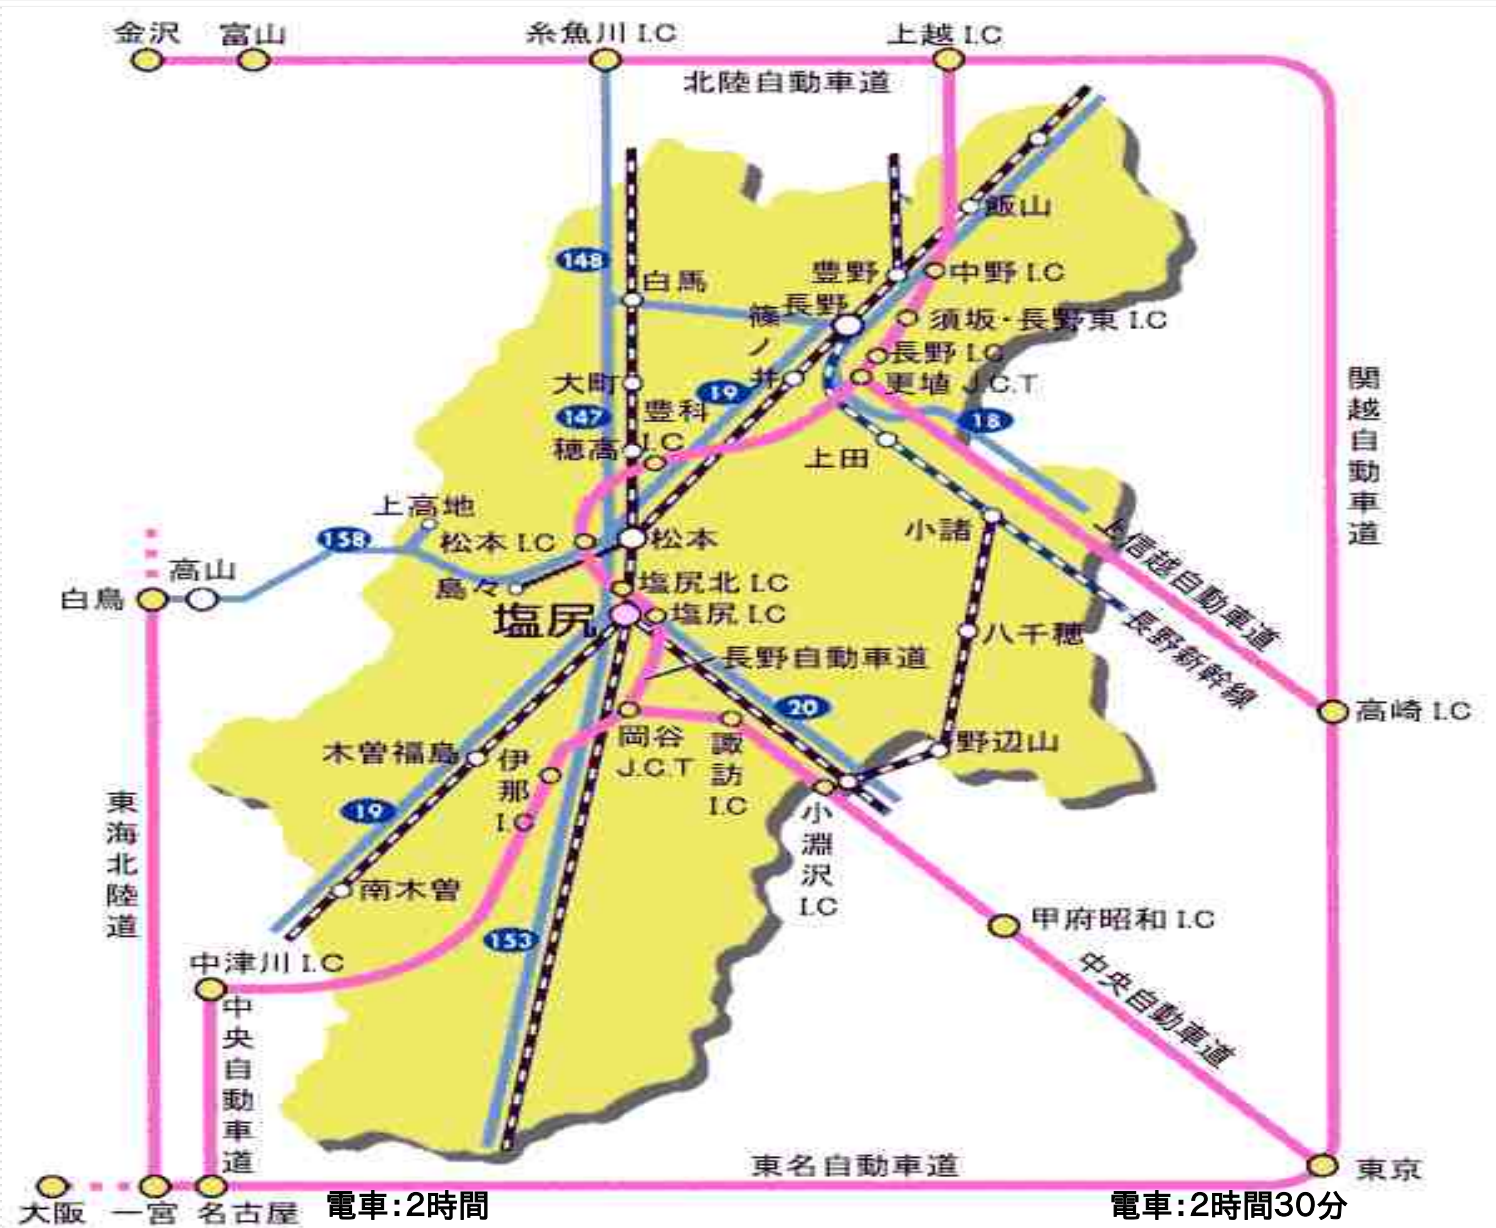 金沢
富山
糸魚川 I.C
上越 I.C
北陸自動車道
飯山
148
白馬
豊野
中野 I.C
長野
篠ノ井
須坂・長野東 I.C
長野 I.C
更埴 J.C.T
関越自動車道
大町
19
147
豊科 I.C
18
穂高
上田
上高地
158
松本 I.C
松本
小諸
上信越自動車道
高山
島々
塩尻北 I.C
白鳥
塩尻
塩尻 I.C
長野新幹線
八千穂
長野自動車道
20
高崎 I.C
木曽福島
伊那 I.C
岡谷 J.C.T
諏訪 I.C
野辺山
東海北陸道
19
小淵沢 I.C
南木曽
甲府昭和 I.C
153
中津川 I.C
中央自動車道
中央自動車道
東名自動車道
東京
大阪
一宮
名古屋
電車:2時間
電車:2時間30分